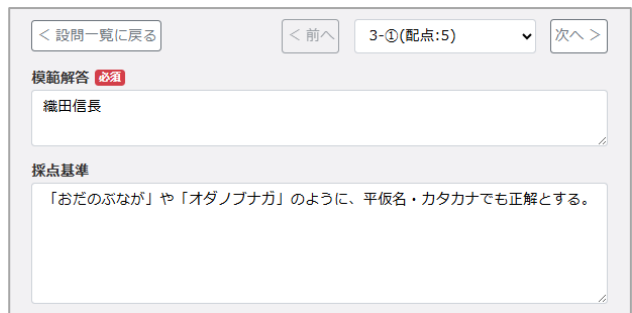 < 設問一覧に戻る
< 前へ
3-①(配点:5)
次へ >
模範解答 必須
織田信長
採点基準
「おだのぶなが」や「オダノブナガ」のように、平仮名・カタカナでも正解とする。